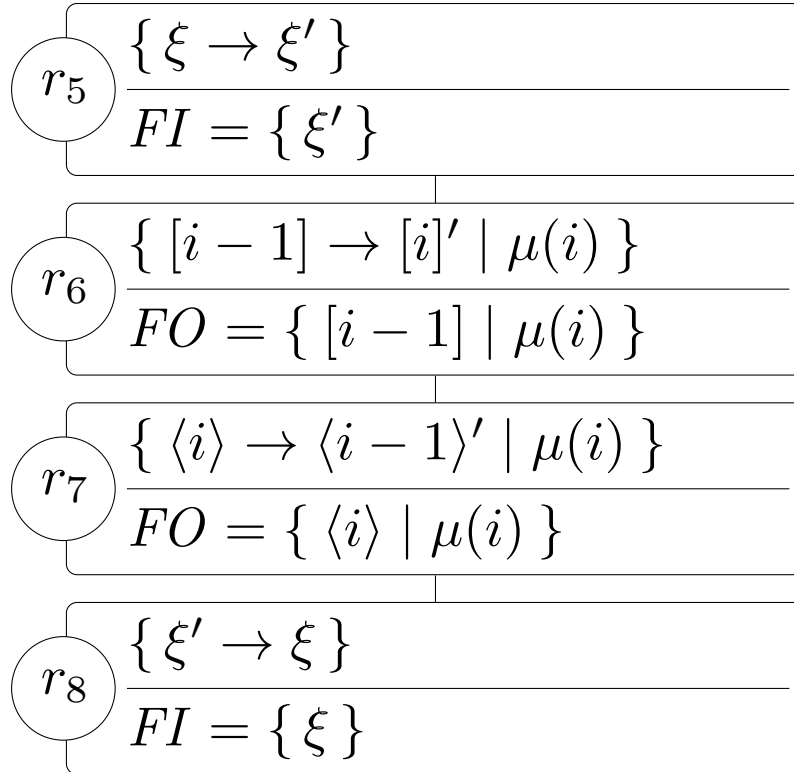 r₅
{ ξ → ξ′ }
FI = { ξ′ }
r₆
{ [i − 1] → [i]′ | μ(i) }
FO = { [i − 1] | μ(i) }
r₇
{ ⟨i⟩ → ⟨i − 1⟩′ | μ(i) }
FO = { ⟨i⟩ | μ(i) }
r₈
{ ξ′ → ξ }
FI = { ξ }